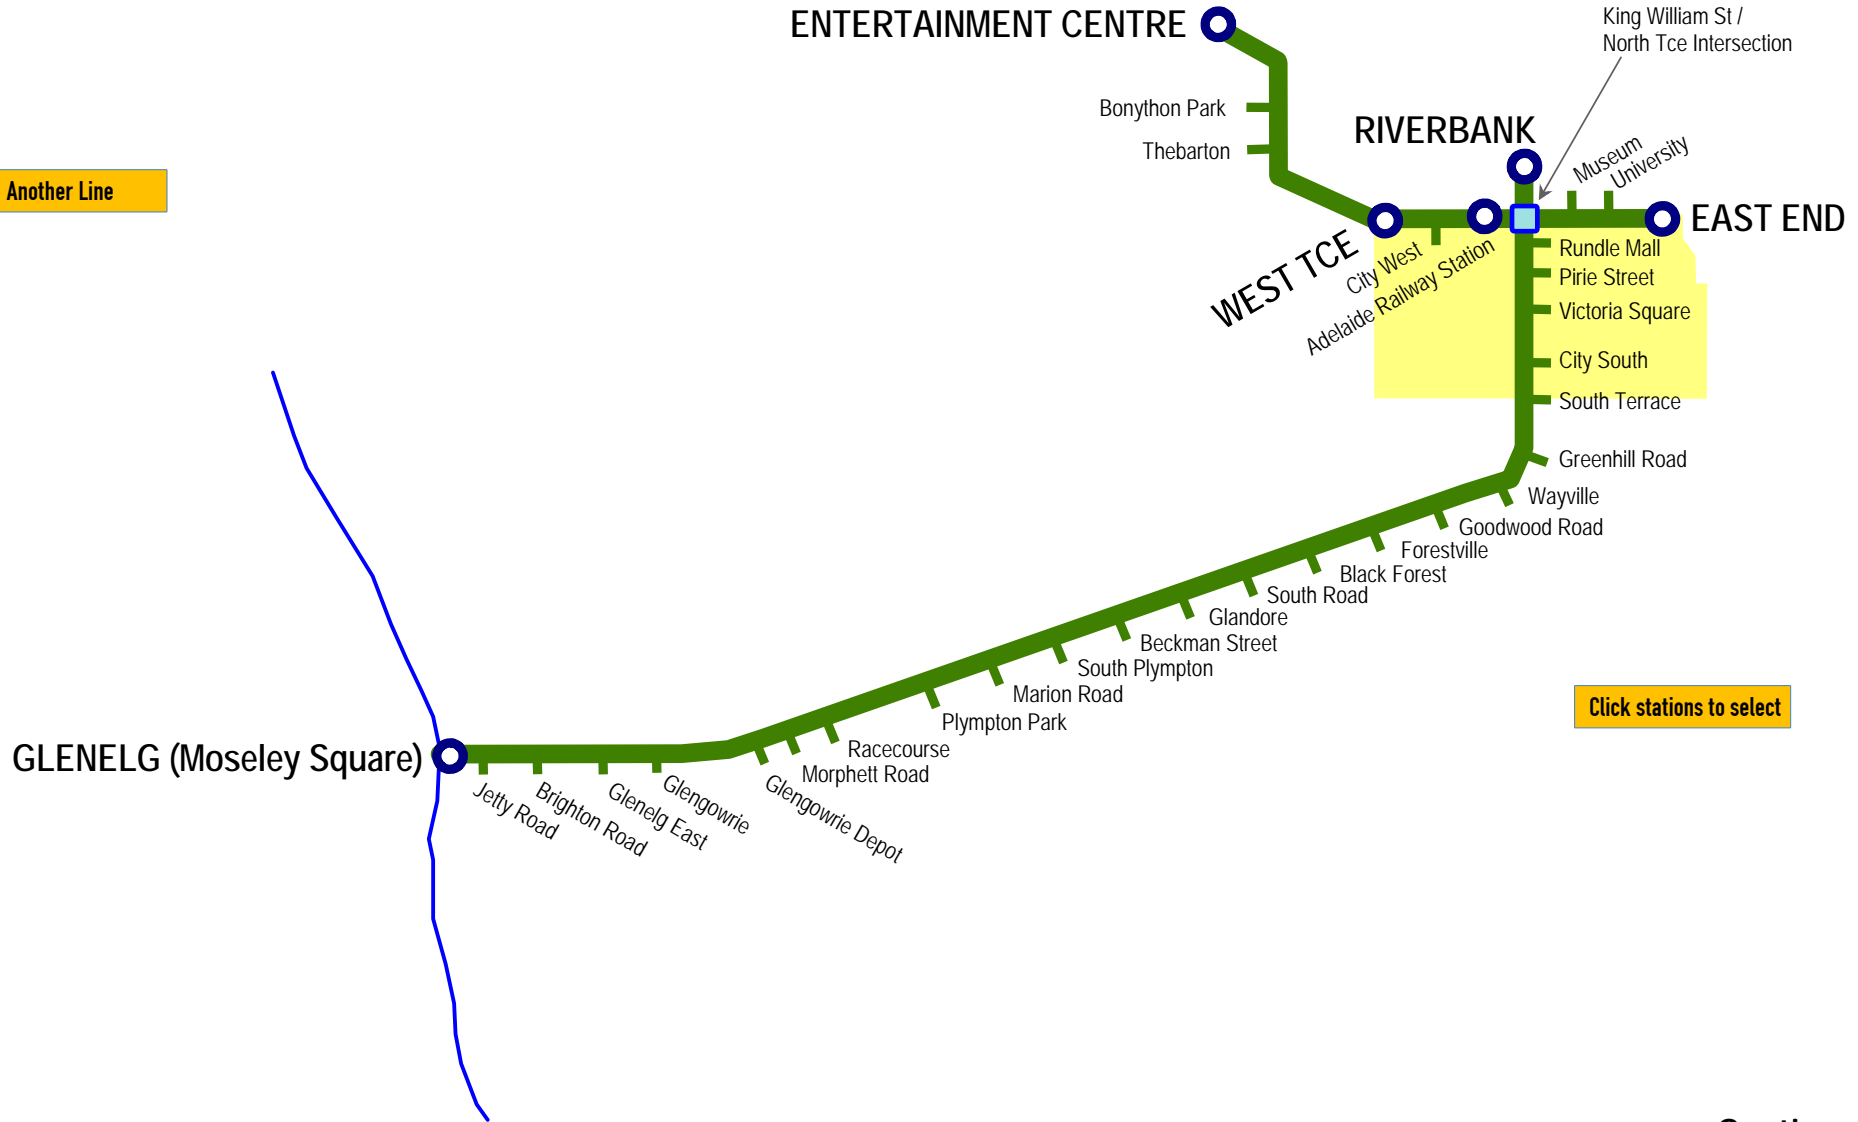 King William St /
North Tce Intersection
ENTERTAINMENT CENTRE
Bonython Park
RIVERBANK
Thebarton
Museum
University
Another Line
EAST END
WEST TCE
City West
Adelaide Railway Station
Rundle Mall
Pirie Street
Victoria Square
City South
South Terrace
Greenhill Road
Wayville
Goodwood Road
Forestville
Black Forest
South Road
Glandore
Beckman Street
South Plympton
Marion Road
Plympton Park
Click stations to select
Racecourse
Morphett Road
GLENELG (Moseley Square)
Glengowrie Depot
Glengowrie
Glenelg East
Brighton Road
Jetty Road